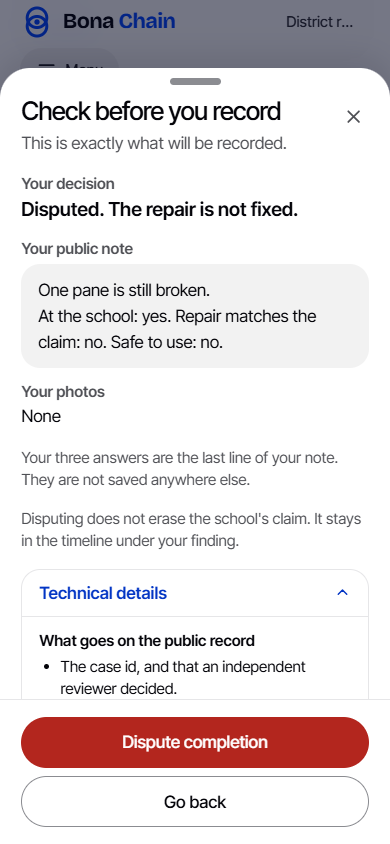 Bona Chain
District r...
Menu
Check before you record
This is exactly what will be recorded.
Your decision
Disputed. The repair is not fixed.
Your public note
One pane is still broken.
At the school: yes. Repair matches the
claim: no. Safe to use: no.
Your photos
None
Your three answers are the last line of your note.
They are not saved anywhere else.
Disputing does not erase the school's claim. It stays
in the timeline under your finding.
Technical details
What goes on the public record
• The case id, and that an independent
reviewer decided.
Dispute completion
Go back